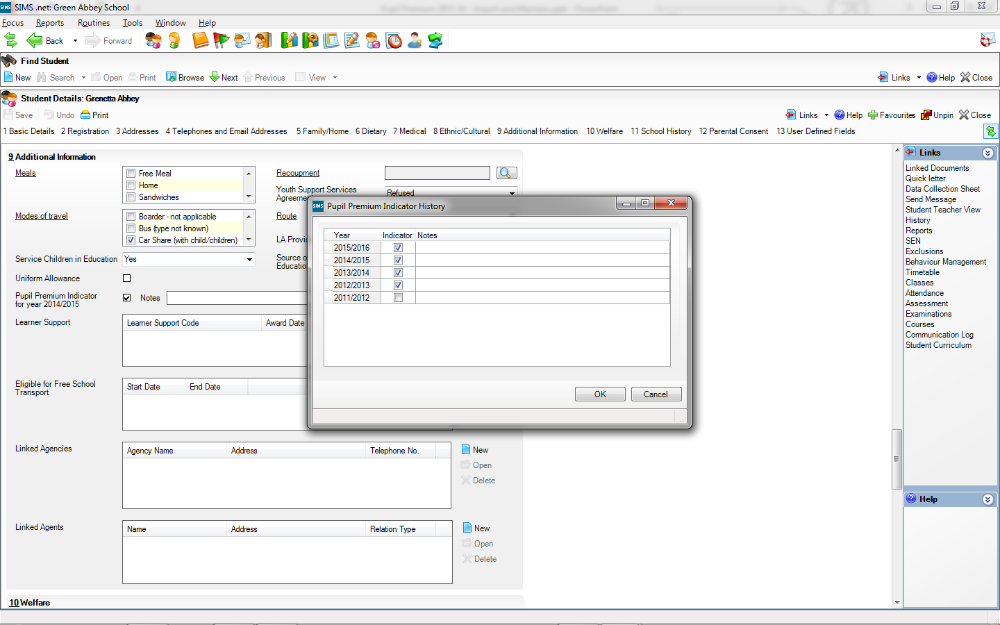 SIMS .net: Green Abbey School
Focus Reports Routines Tools Window Help
Back Forward
Find Student
New Search Open Print Browse Next Previous View Links Help Close
Student Details: Grenetta Abbey
Save Undo Print Links Help Favourites Unpin Close
1 Basic Details 2 Registration 3 Addresses 4 Telephones and Email Addresses 5 Family/Home 6 Dietary 7 Medical 8 Ethnic/Cultural 9 Additional Information 10 Welfare 11 School History 12 Parental Consent 13 User Defined Fields
9 Additional Information
Meals
Free Meal
Home
Sandwiches
Recoupment
Youth Support Services
Agreeme
Refused
Modes of travel
Boarder - not applicable
Bus (type not known)
Car Share (with child/children)
Route
LA Provi
Service Children in Education Yes
Source o
Education
Uniform Allowance
Pupil Premium Indicator
for year 2014/2015
Notes
Learner Support
Learner Support Code Award Date
Eligible for Free School
Transport
Start Date End Date
Linked Agencies
Agency Name Address Telephone No.
New
Open
Delete
Linked Agents
Name Address Relation Type
New
Open
Delete
10 Welfare
SIMS Pupil Premium Indicator History
Year Indicator Notes
2015/2016
2014/2015
2013/2014
2012/2013
2011/2012
OK Cancel
Links
Linked Documents
Quick letter
Data Collection Sheet
Send Message
Student Teacher View
History
Reports
SEN
Exclusions
Behaviour Management
Timetable
Classes
Attendance
Assessment
Examinations
Courses
Communication Log
Student Curriculum
Help